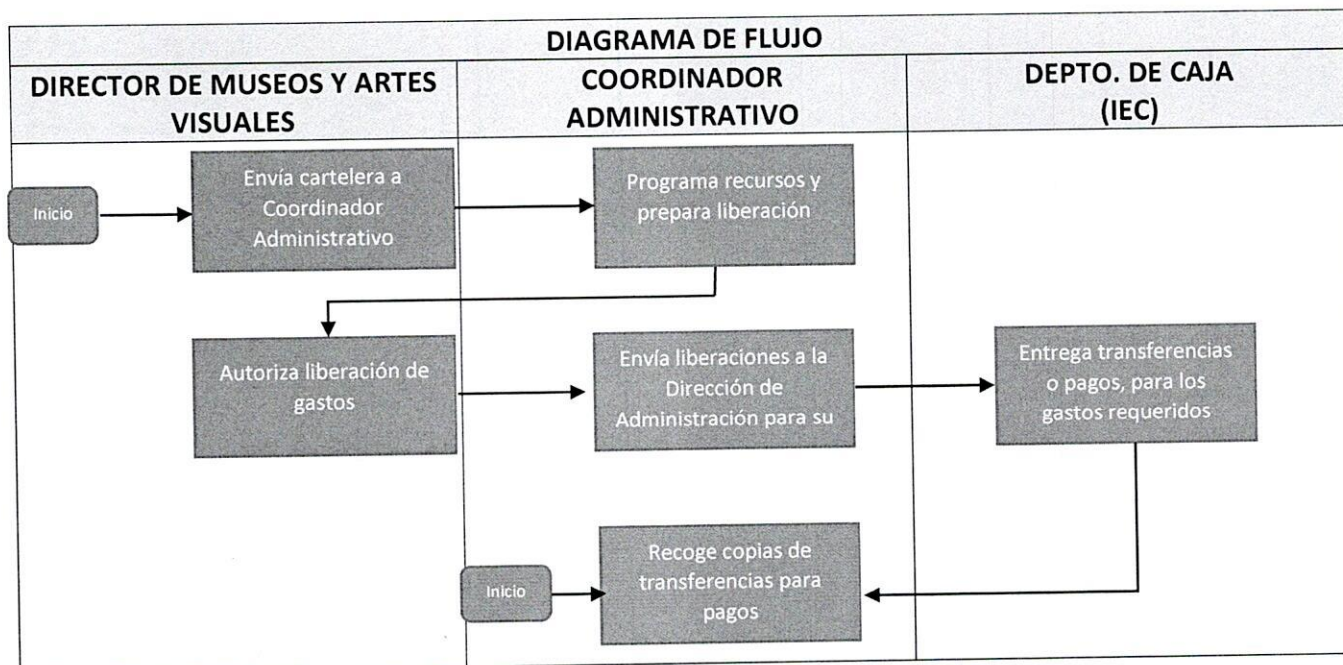 DIAGRAMA DE FLUJO
DIRECTOR DE MUSEOS Y ARTES
VISUALES
COORDINADOR
ADMINISTRATIVO
DEPTO. DE CAJA
(IEC)
Inicio
Envía cartelera a
Coordinador
Administrativo
Programa recursos y
prepara liberación
Autoriza liberación de
gastos
Envía liberaciones a la
Dirección de
Administración para su
Entrega transferencias
o pagos, para los
gastos requeridos
Inicio
Recoge copias de
transferencias para
pagos